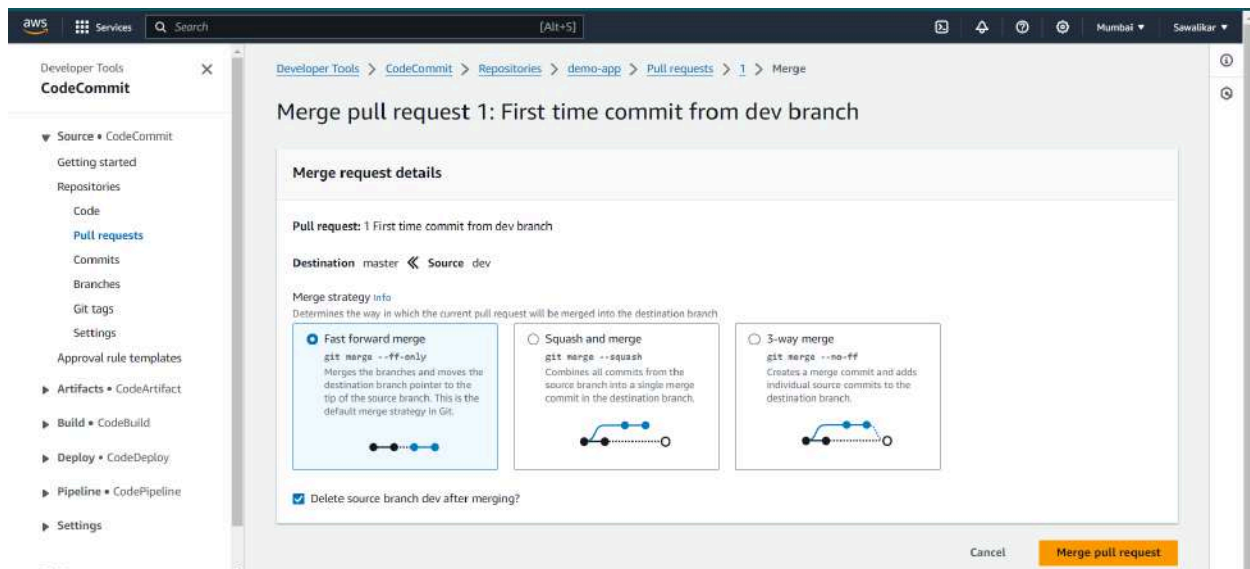 aws
Services
Search
[Alt+S]
Mumbai
Sawalikar
Developer Tools
CodeCommit
Source • CodeCommit
Getting started
Repositories
Code
Pull requests
Commits
Branches
Git tags
Settings
Approval rule templates
Artifacts • CodeArtifact
Build • CodeBuild
Deploy • CodeDeploy
Pipeline • CodePipeline
Settings
Developer Tools > CodeCommit > Repositories > demo-app > Pull requests > 1 > Merge
Merge pull request 1: First time commit from dev branch
Merge request details
Pull request: 1 First time commit from dev branch
Destination master Source dev
Merge strategy Info
Determines the way in which the current pull request will be merged into the destination branch
Fast forward merge
git merge --ff-only
Merges the branches and moves the
destination branch pointer to the
tip of the source branch. This is the
default merge strategy in Git.
Squash and merge
git merge --squash
Combines all commits from the
source branch into a single merge
commit in the destination branch.
3-way merge
git merge --no-ff
Creates a merge commit and adds
individual source commits to the
destination branch.
Delete source branch dev after merging?
Cancel
Merge pull request